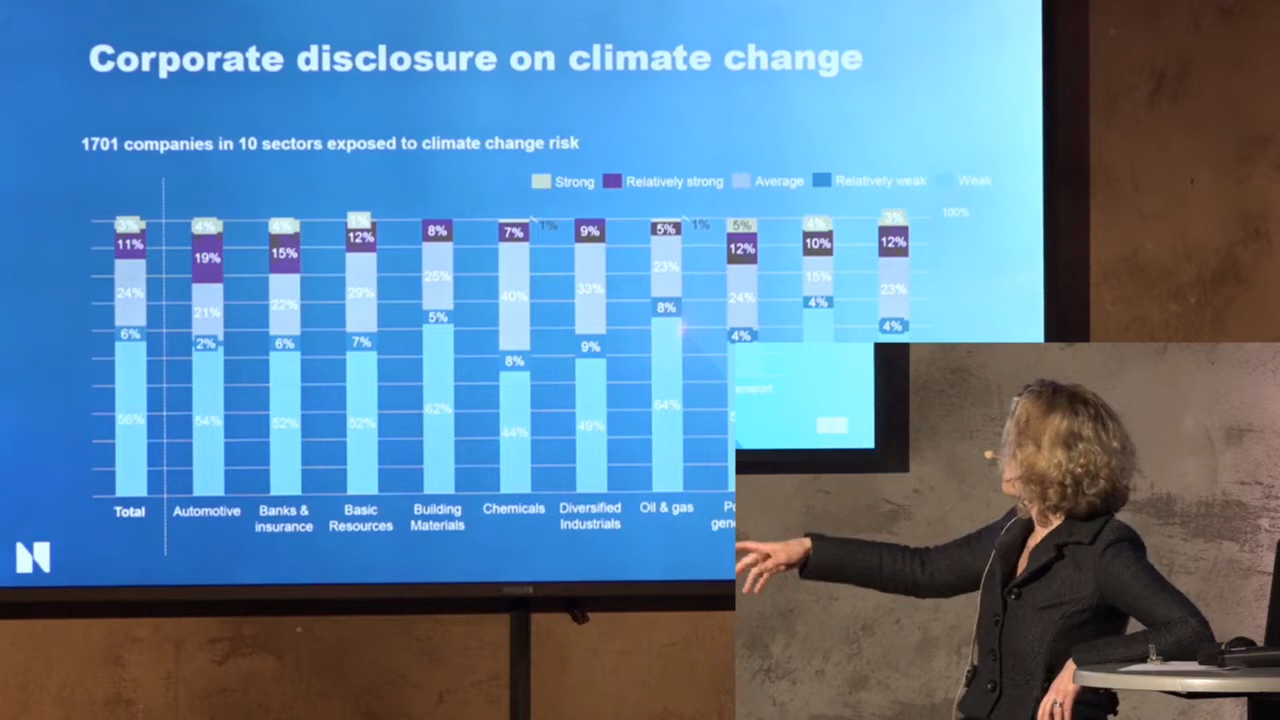 Corporate disclosure on climate change
1701 companies in 10 sectors exposed to climate change risk
Strong Relatively strong Average Relatively weak Weak
100%
3% 4% 4% 1% 8% 7% 1% 9% 5% 1% 5% 4% 3%
11% 19% 15% 12% 12% 10% 12%
24% 21% 22% 29% 25% 40% 33% 23% 24% 15% 23%
6% 2% 6% 7% 5% 8% 9% 8% 4% 4% 4%
56% 54% 52% 52% 62% 44% 49% 64%
Total Automotive Banks & Basic Building Chemicals Diversified Oil & gas
insurance Resources Materials Industrials
N